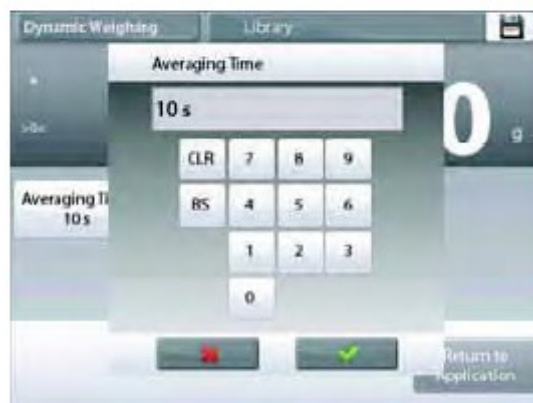 Dynamic Weighing
Library
Averaging Time
10 s
0 g
CLR 7 8 9
Averaging Ti
10 s
BS 4 5 6
1 2 3
0
Return to
Application